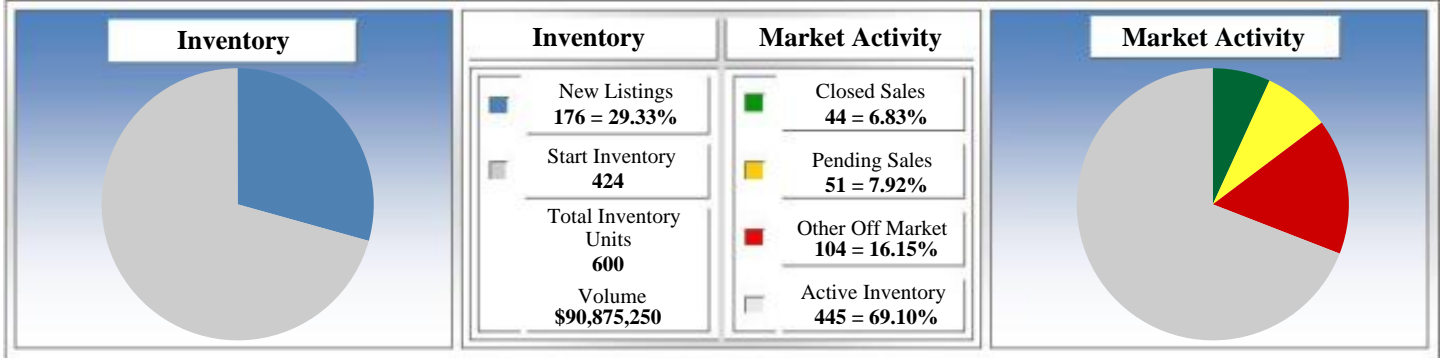 Inventory
Inventory
Market Activity
Market Activity
New Listings
176 = 29.33%
Start Inventory
424
Total Inventory
Units
600
Volume
$90,875,250
Closed Sales
44 = 6.83%
Pending Sales
51 = 7.92%
Other Off Market
104 = 16.15%
Active Inventory
445 = 69.10%